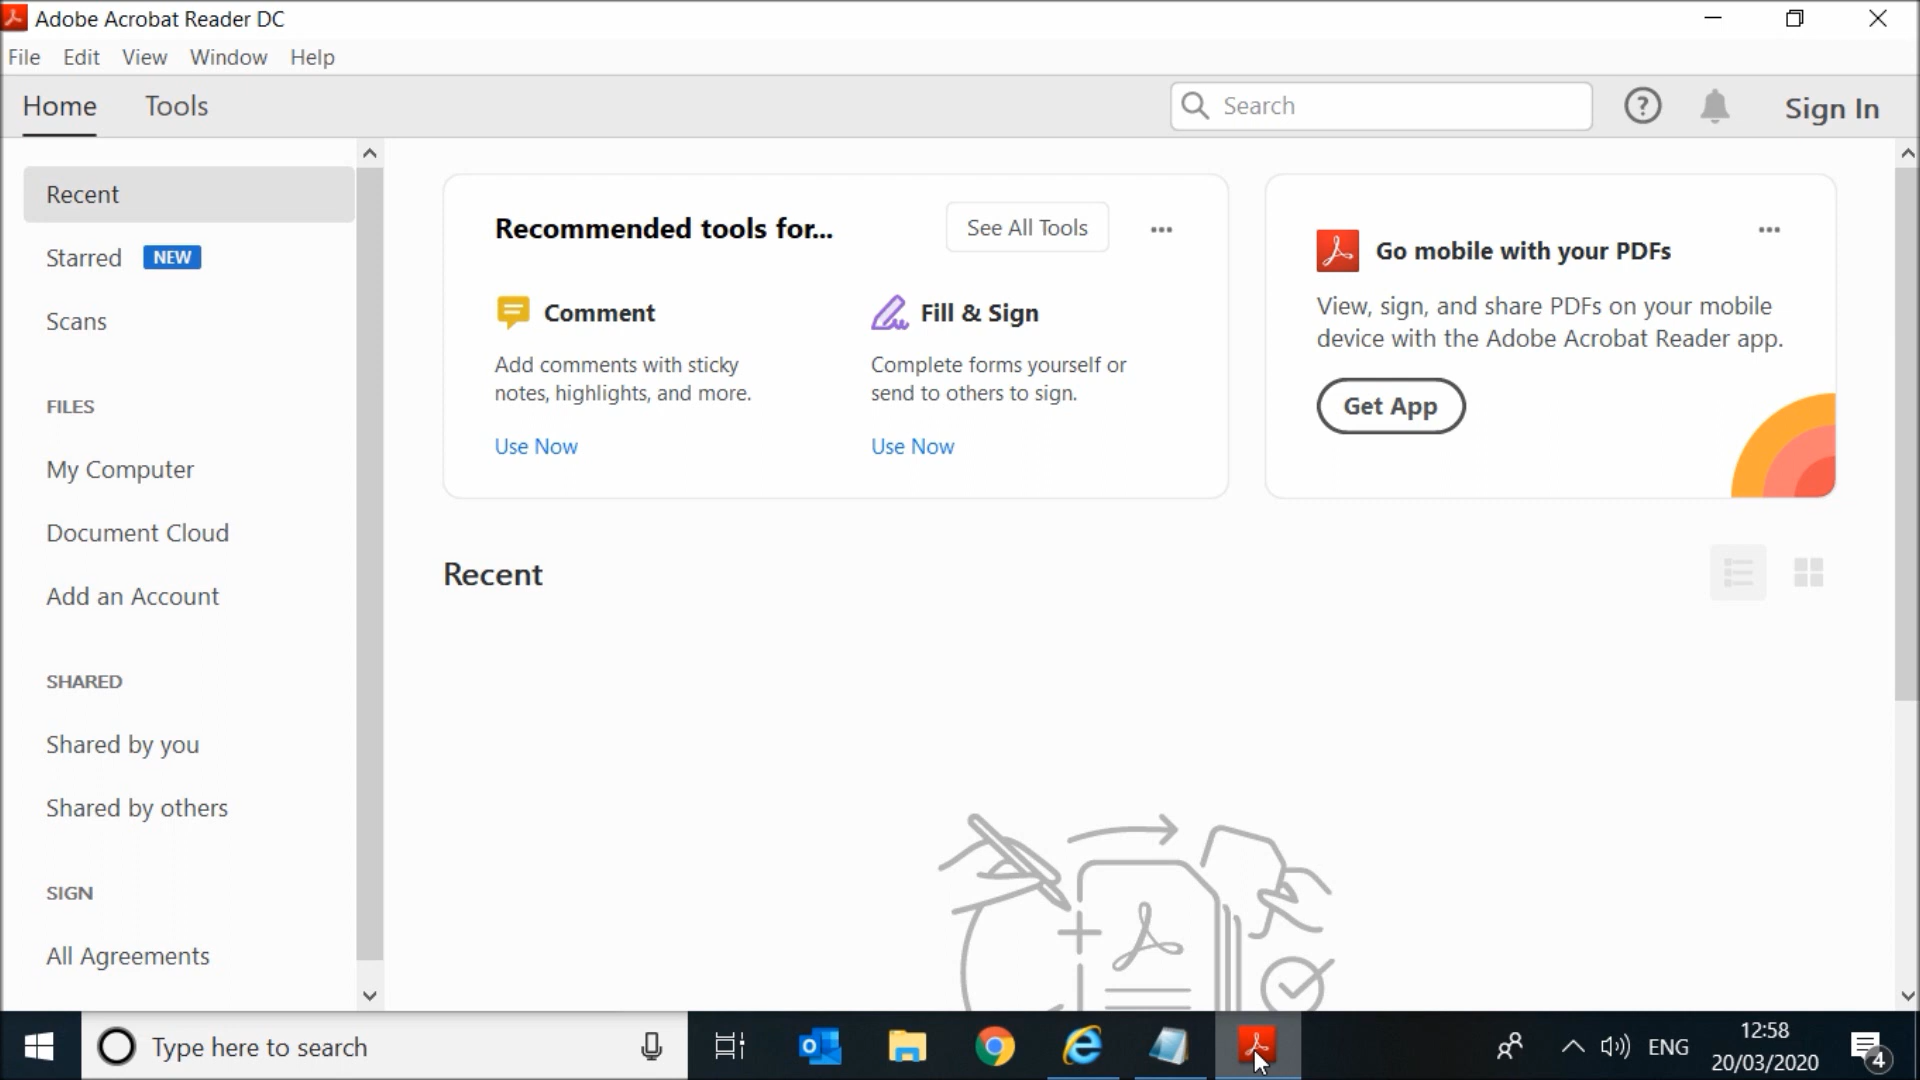 Adobe Acrobat Reader DC
File Edit View Window Help
Home Tools
Search
Sign In
Recent
Starred NEW
Scans
FILES
My Computer
Document Cloud
Add an Account
SHARED
Shared by you
Shared by others
SIGN
All Agreements
Recommended tools for...
See All Tools
Comment
Add comments with sticky
notes, highlights, and more.
Use Now
Fill & Sign
Complete forms yourself or
send to others to sign.
Use Now
Go mobile with your PDFs
View, sign, and share PDFs on your mobile
device with the Adobe Acrobat Reader app.
Get App
Recent
Type here to search
ENG
12:58
20/03/2020
4